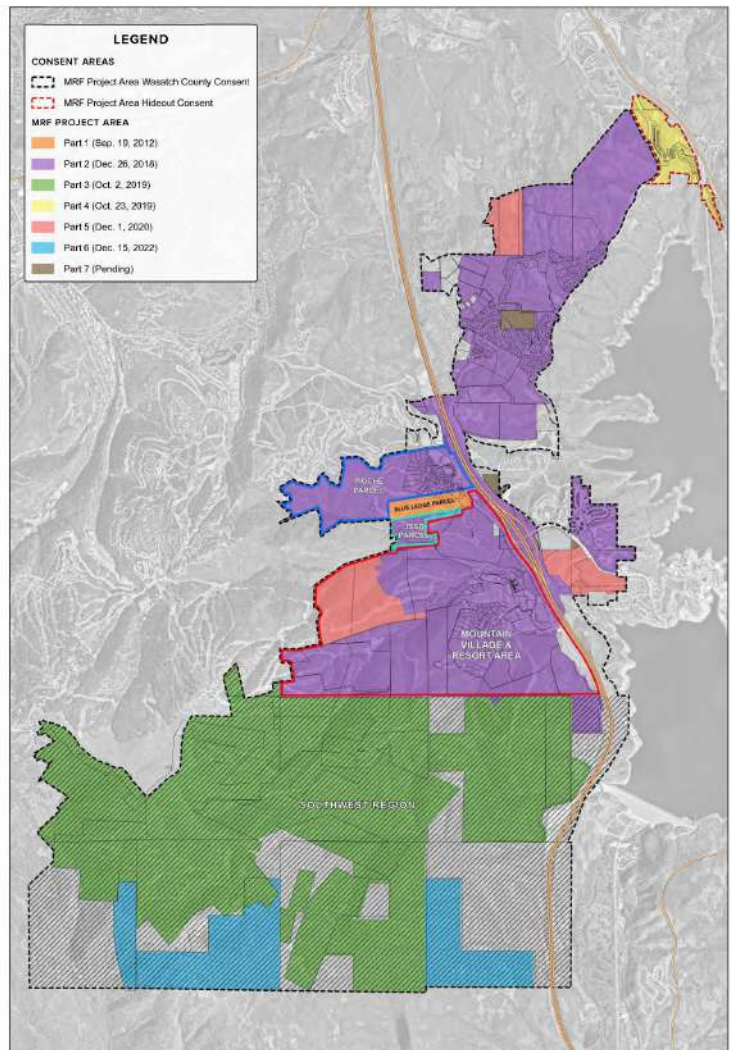 LEGEND
CONSENT AREAS
MRF Project Area Wasatch County Consent
MRF Project Area Hideout Consent
MRF PROJECT AREA
Part 1 (Sep. 19, 2012)
Part 2 (Dec. 26, 2018)
Part 3 (Oct. 2, 2019)
Part 4 (Oct. 23, 2019)
Part 5 (Dec. 1, 2020)
Part 6 (Dec. 15, 2022)
Part 7 (Pending)
PIOCHE
PARCEL
BLUE LEDGE PARCEL
JSSD
PARCEL
MOUNTAIN
VILLAGE &
RESORT AREA
SOUTHWEST REGION